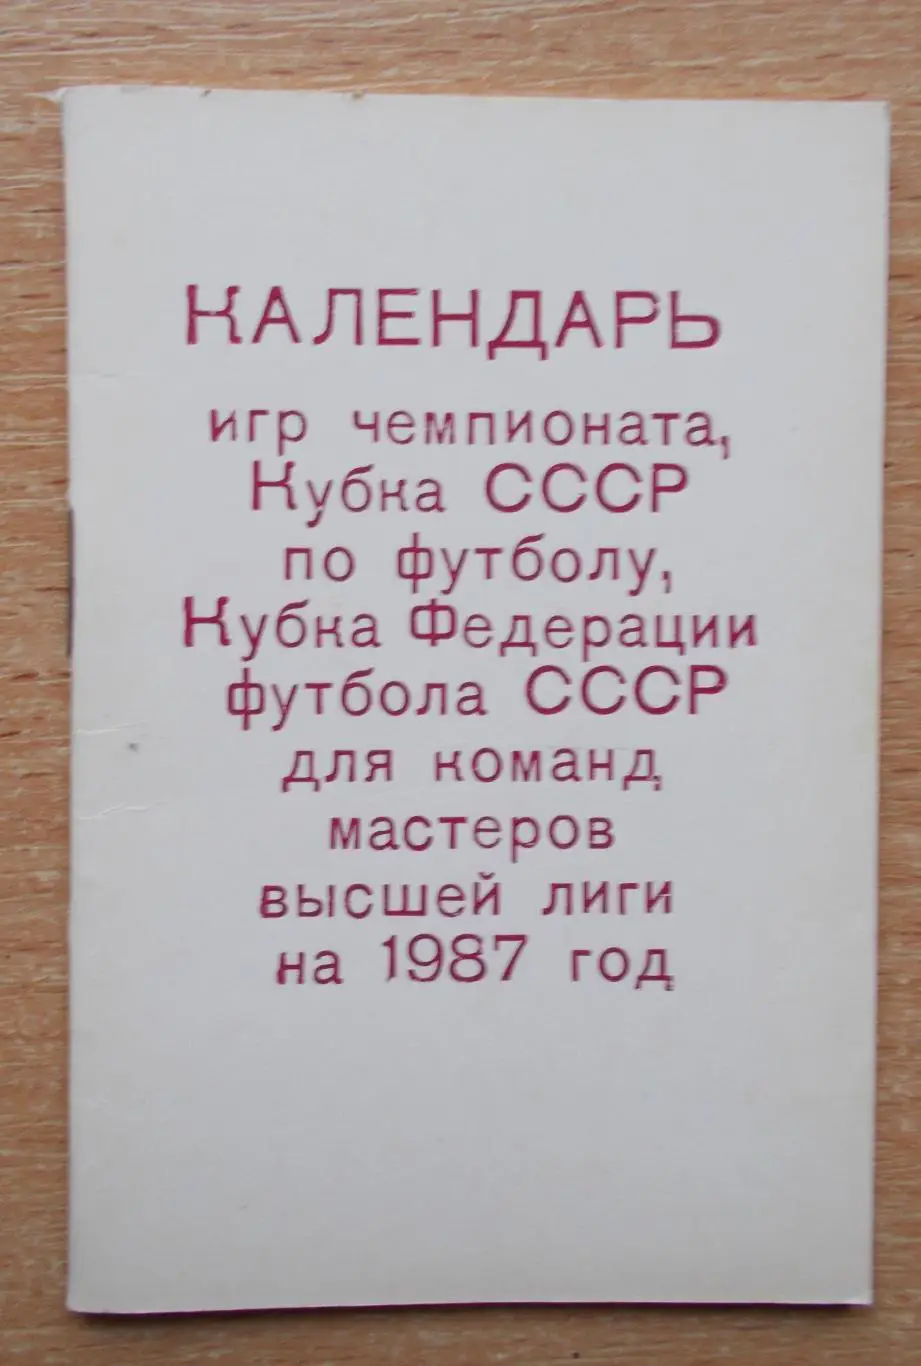 КАЛЕНДАРЬ
игр чемпионата,
Кубка СССР
по футболу,
Кубка Федерации
футбола СССР
для команд
мастеров
высшей лиги
на 1987 год